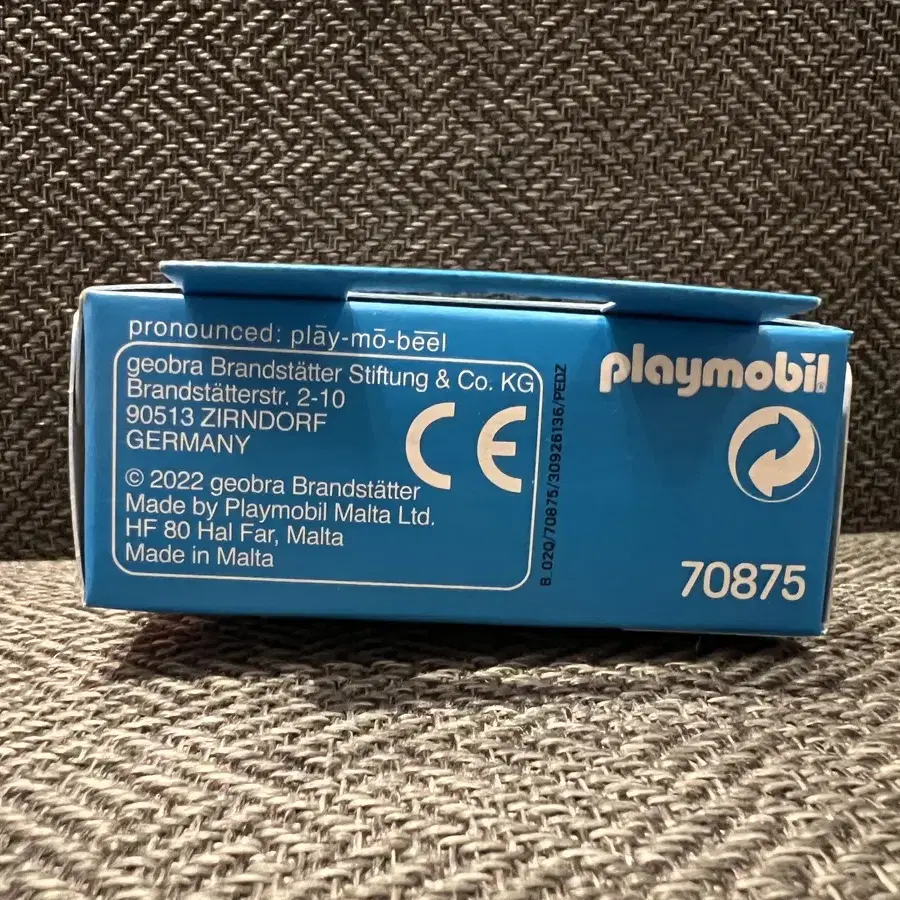 pronounced: plāy-mō-bēēl
geobra Brandstätter Stiftung & Co. KG
Brandstätterstr. 2-10
90513 ZIRNDORF
GERMANY
CE
© 2022 geobra Brandstätter
Made by Playmobil Malta Ltd.
HF 80 Hal Far, Malta
Made in Malta
B_020/70875/30926136/PEDZ
playmobil®
70875